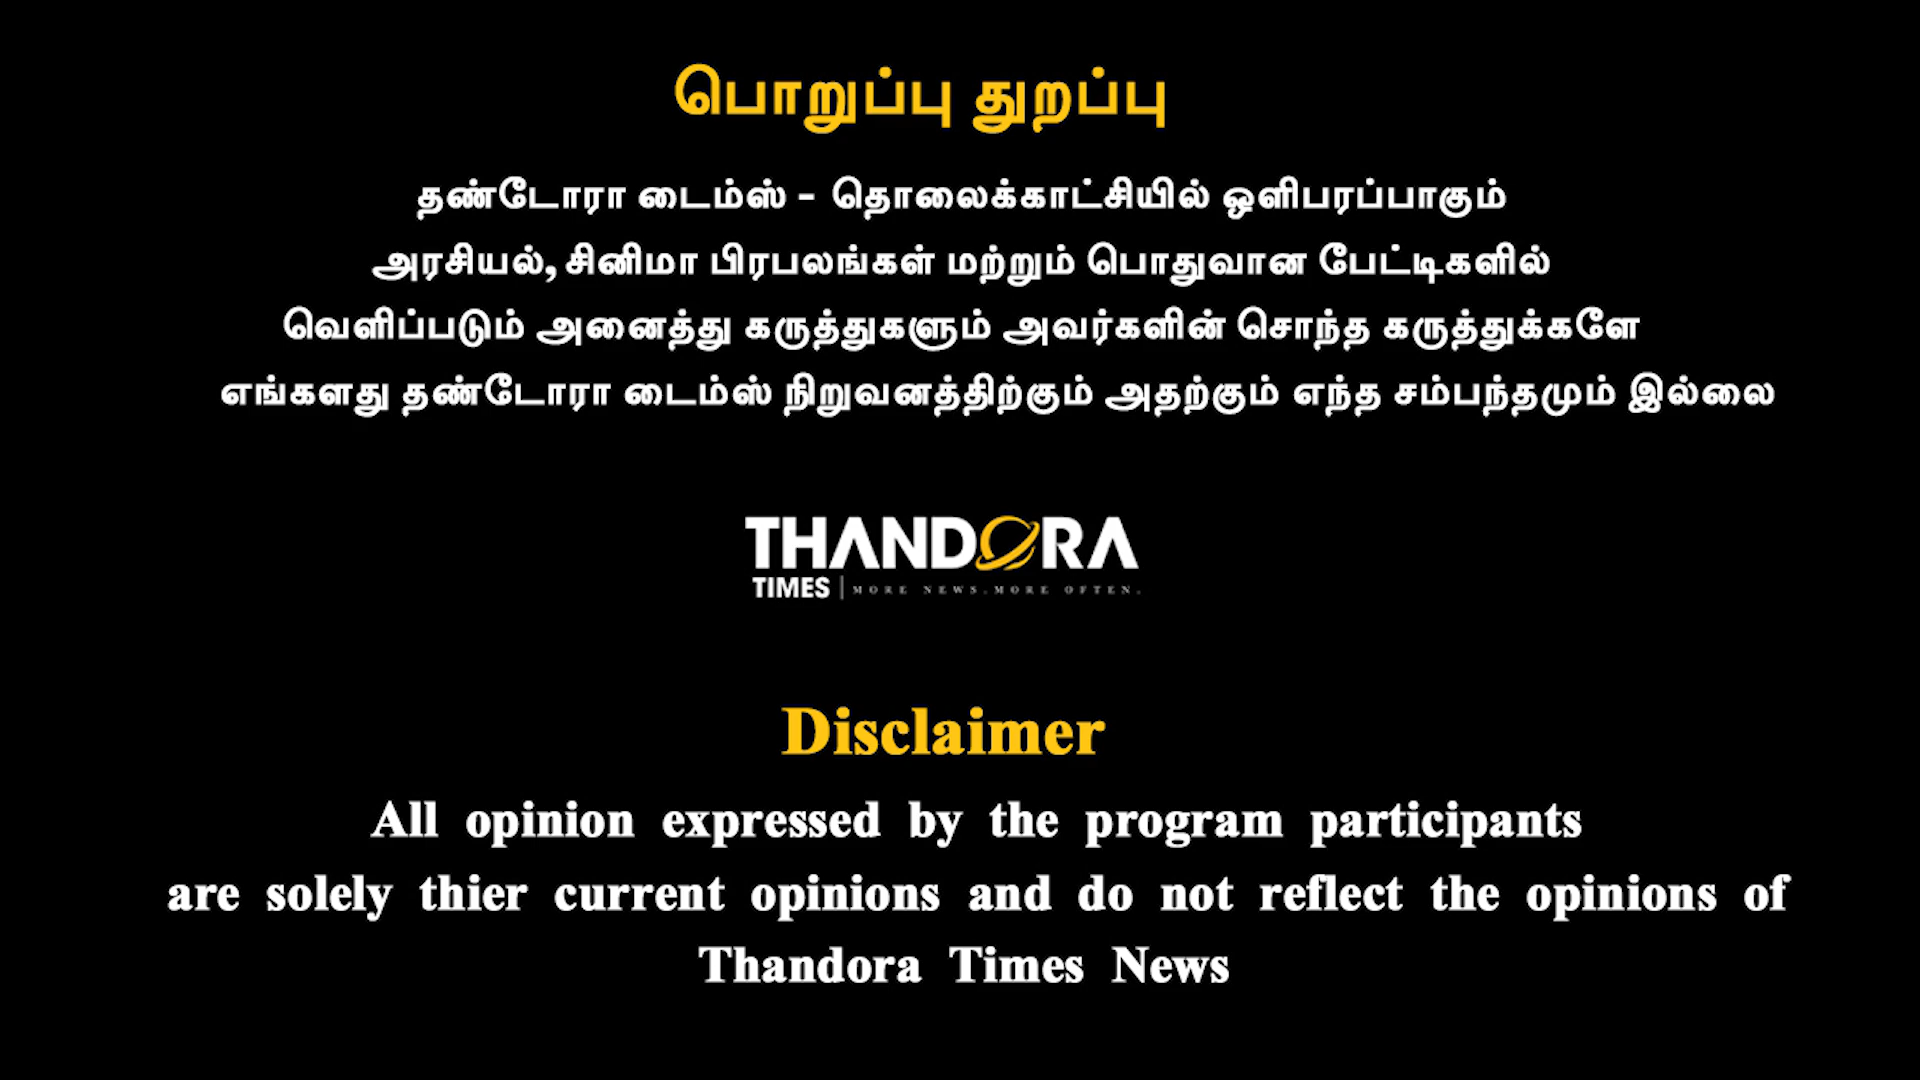 பொறுப்பு துறப்பு
தண்டோரா டைம்ஸ் - தொலைக்காட்சியில் ஒளிபரப்பாகும்
அரசியல், சினிமா பிரபலங்கள் மற்றும் பொதுவான பேட்டிகளில்
வெளிப்படும் அனைத்து கருத்துகளும் அவர்களின் சொந்த கருத்துக்களே
எங்களது தண்டோரா டைம்ஸ் நிறுவனத்திற்கும் அதற்கும் எந்த சம்பந்தமும் இல்லை
THANDORA
TIMES | MORE NEWS. MORE OFTEN.
Disclaimer
All opinion expressed by the program participants
are solely thier current opinions and do not reflect the opinions of
Thandora Times News